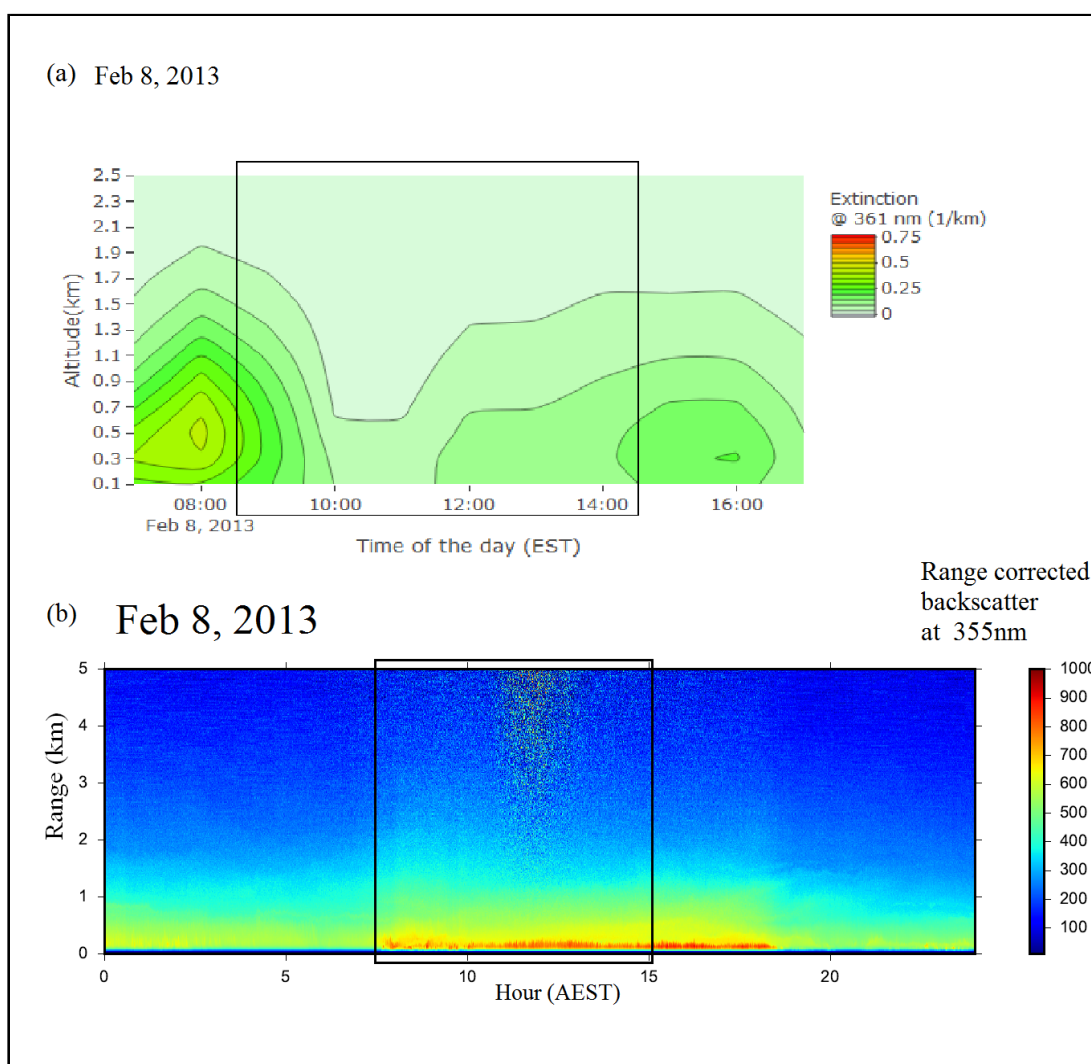 (a) Feb 8, 2013
2.5
2.3
2.1
1.9
1.7
1.5
1.3
1.1
0.9
0.7
0.5
0.3
0.1
Altitude(km)
08:00 10:00 12:00 14:00 16:00
Feb 8, 2013
Time of the day (EST)
Extinction
@ 361 nm (1/km)
0.75
0.5
0.25
0
Range corrected
backscatter
at 355nm
(b) Feb 8, 2013
5
4
3
2
1
0
Range (km)
0 5 10 15 20
Hour (AEST)
1000
900
800
700
600
500
400
300
200
100